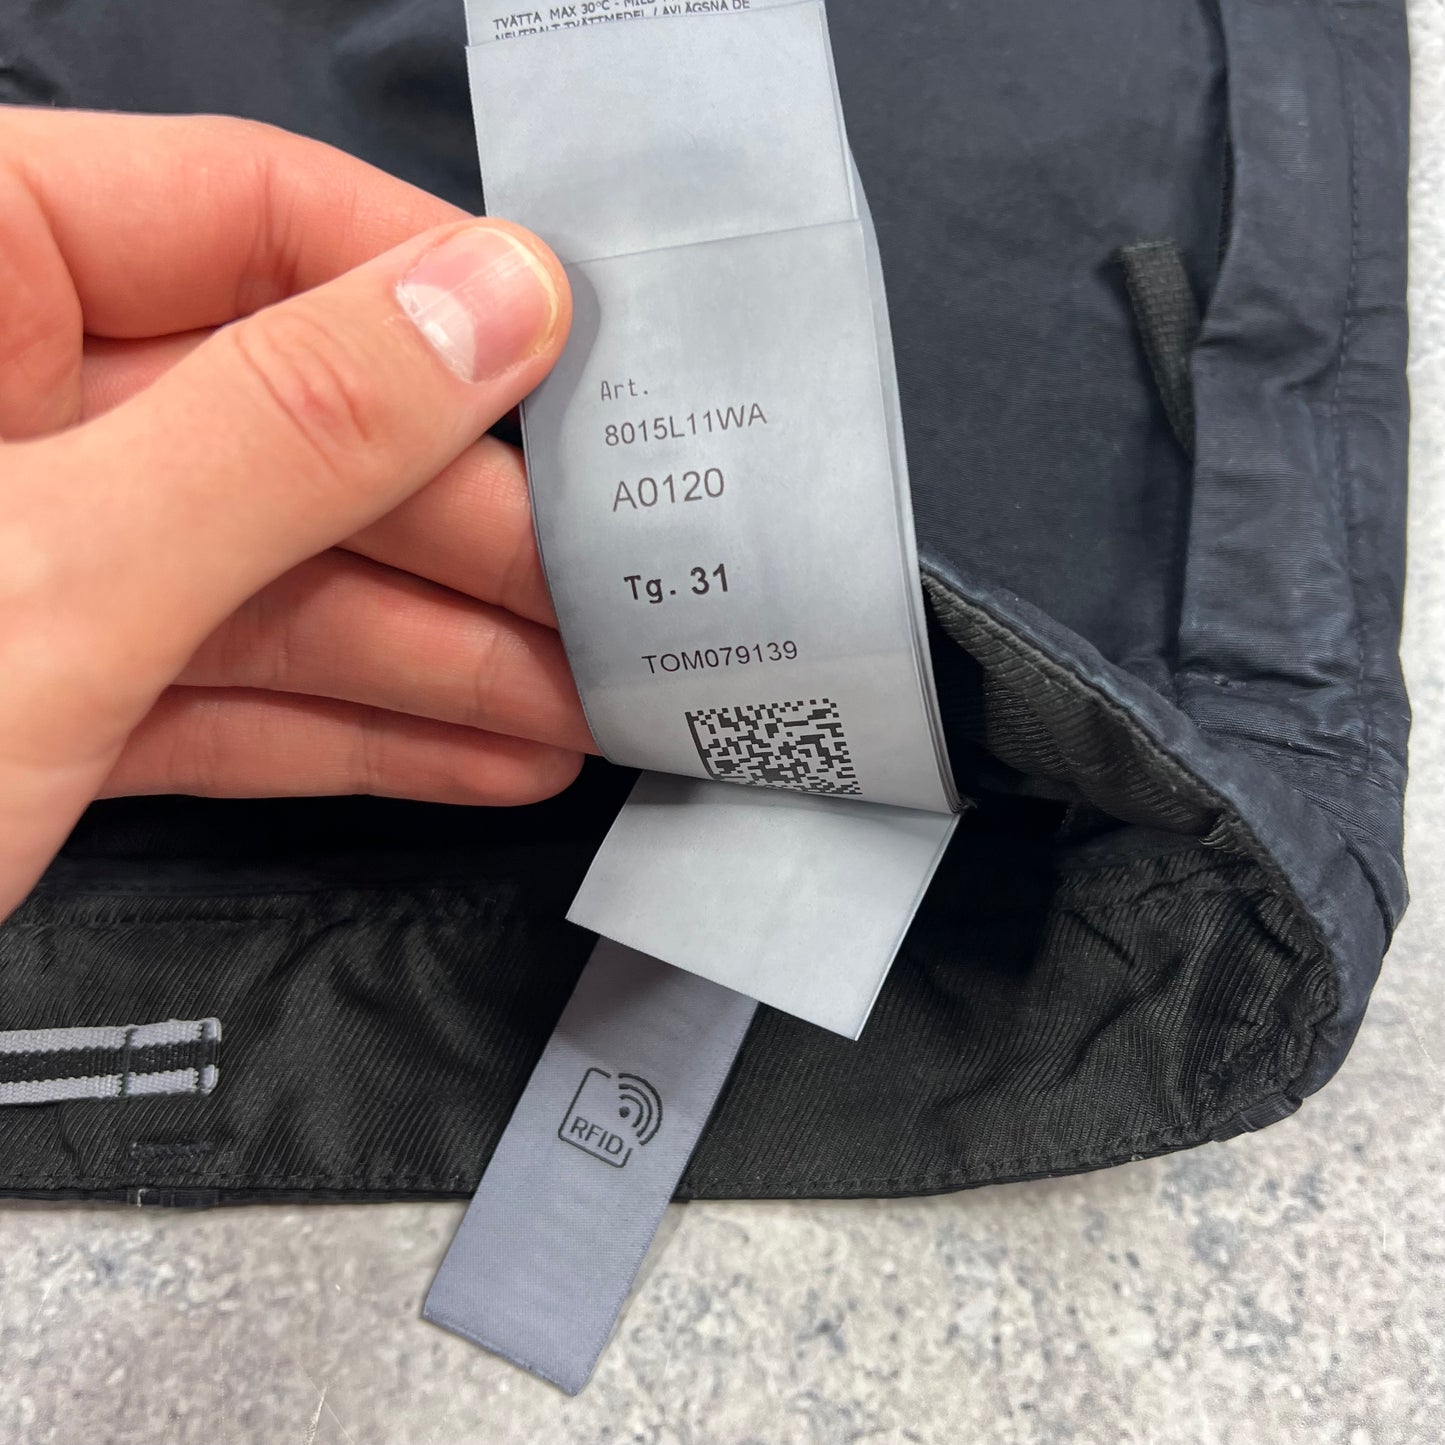 TVÄTTA MAX 30°C - MILD
NEUTRALT TVÄTTMEDEL / AVLÄGSNA DE
Art.
8015L11WA
A0120
Tg. 31
TOM079139
RFID